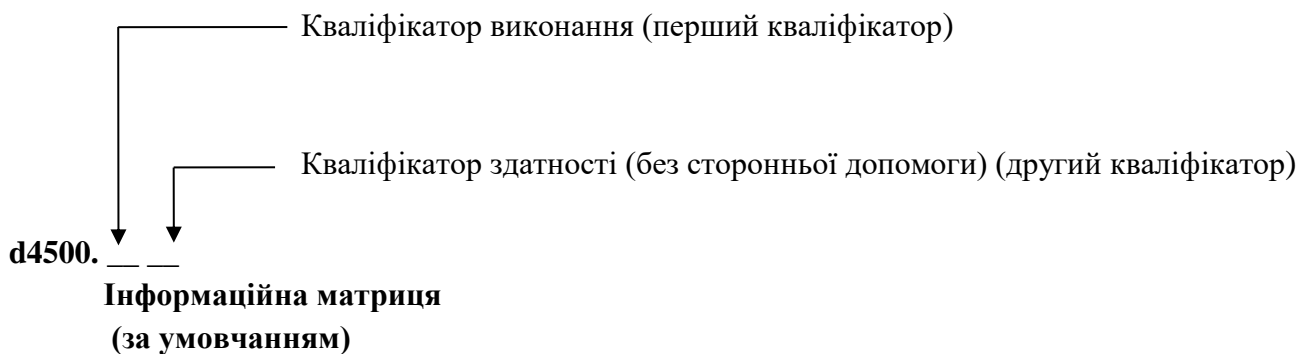 Кваліфікатор виконання (перший кваліфікатор)
Кваліфікатор здатності (без сторонньої допомоги) (другий кваліфікатор)
d4500. __ __
Інформаційна матриця
(за умовчанням)